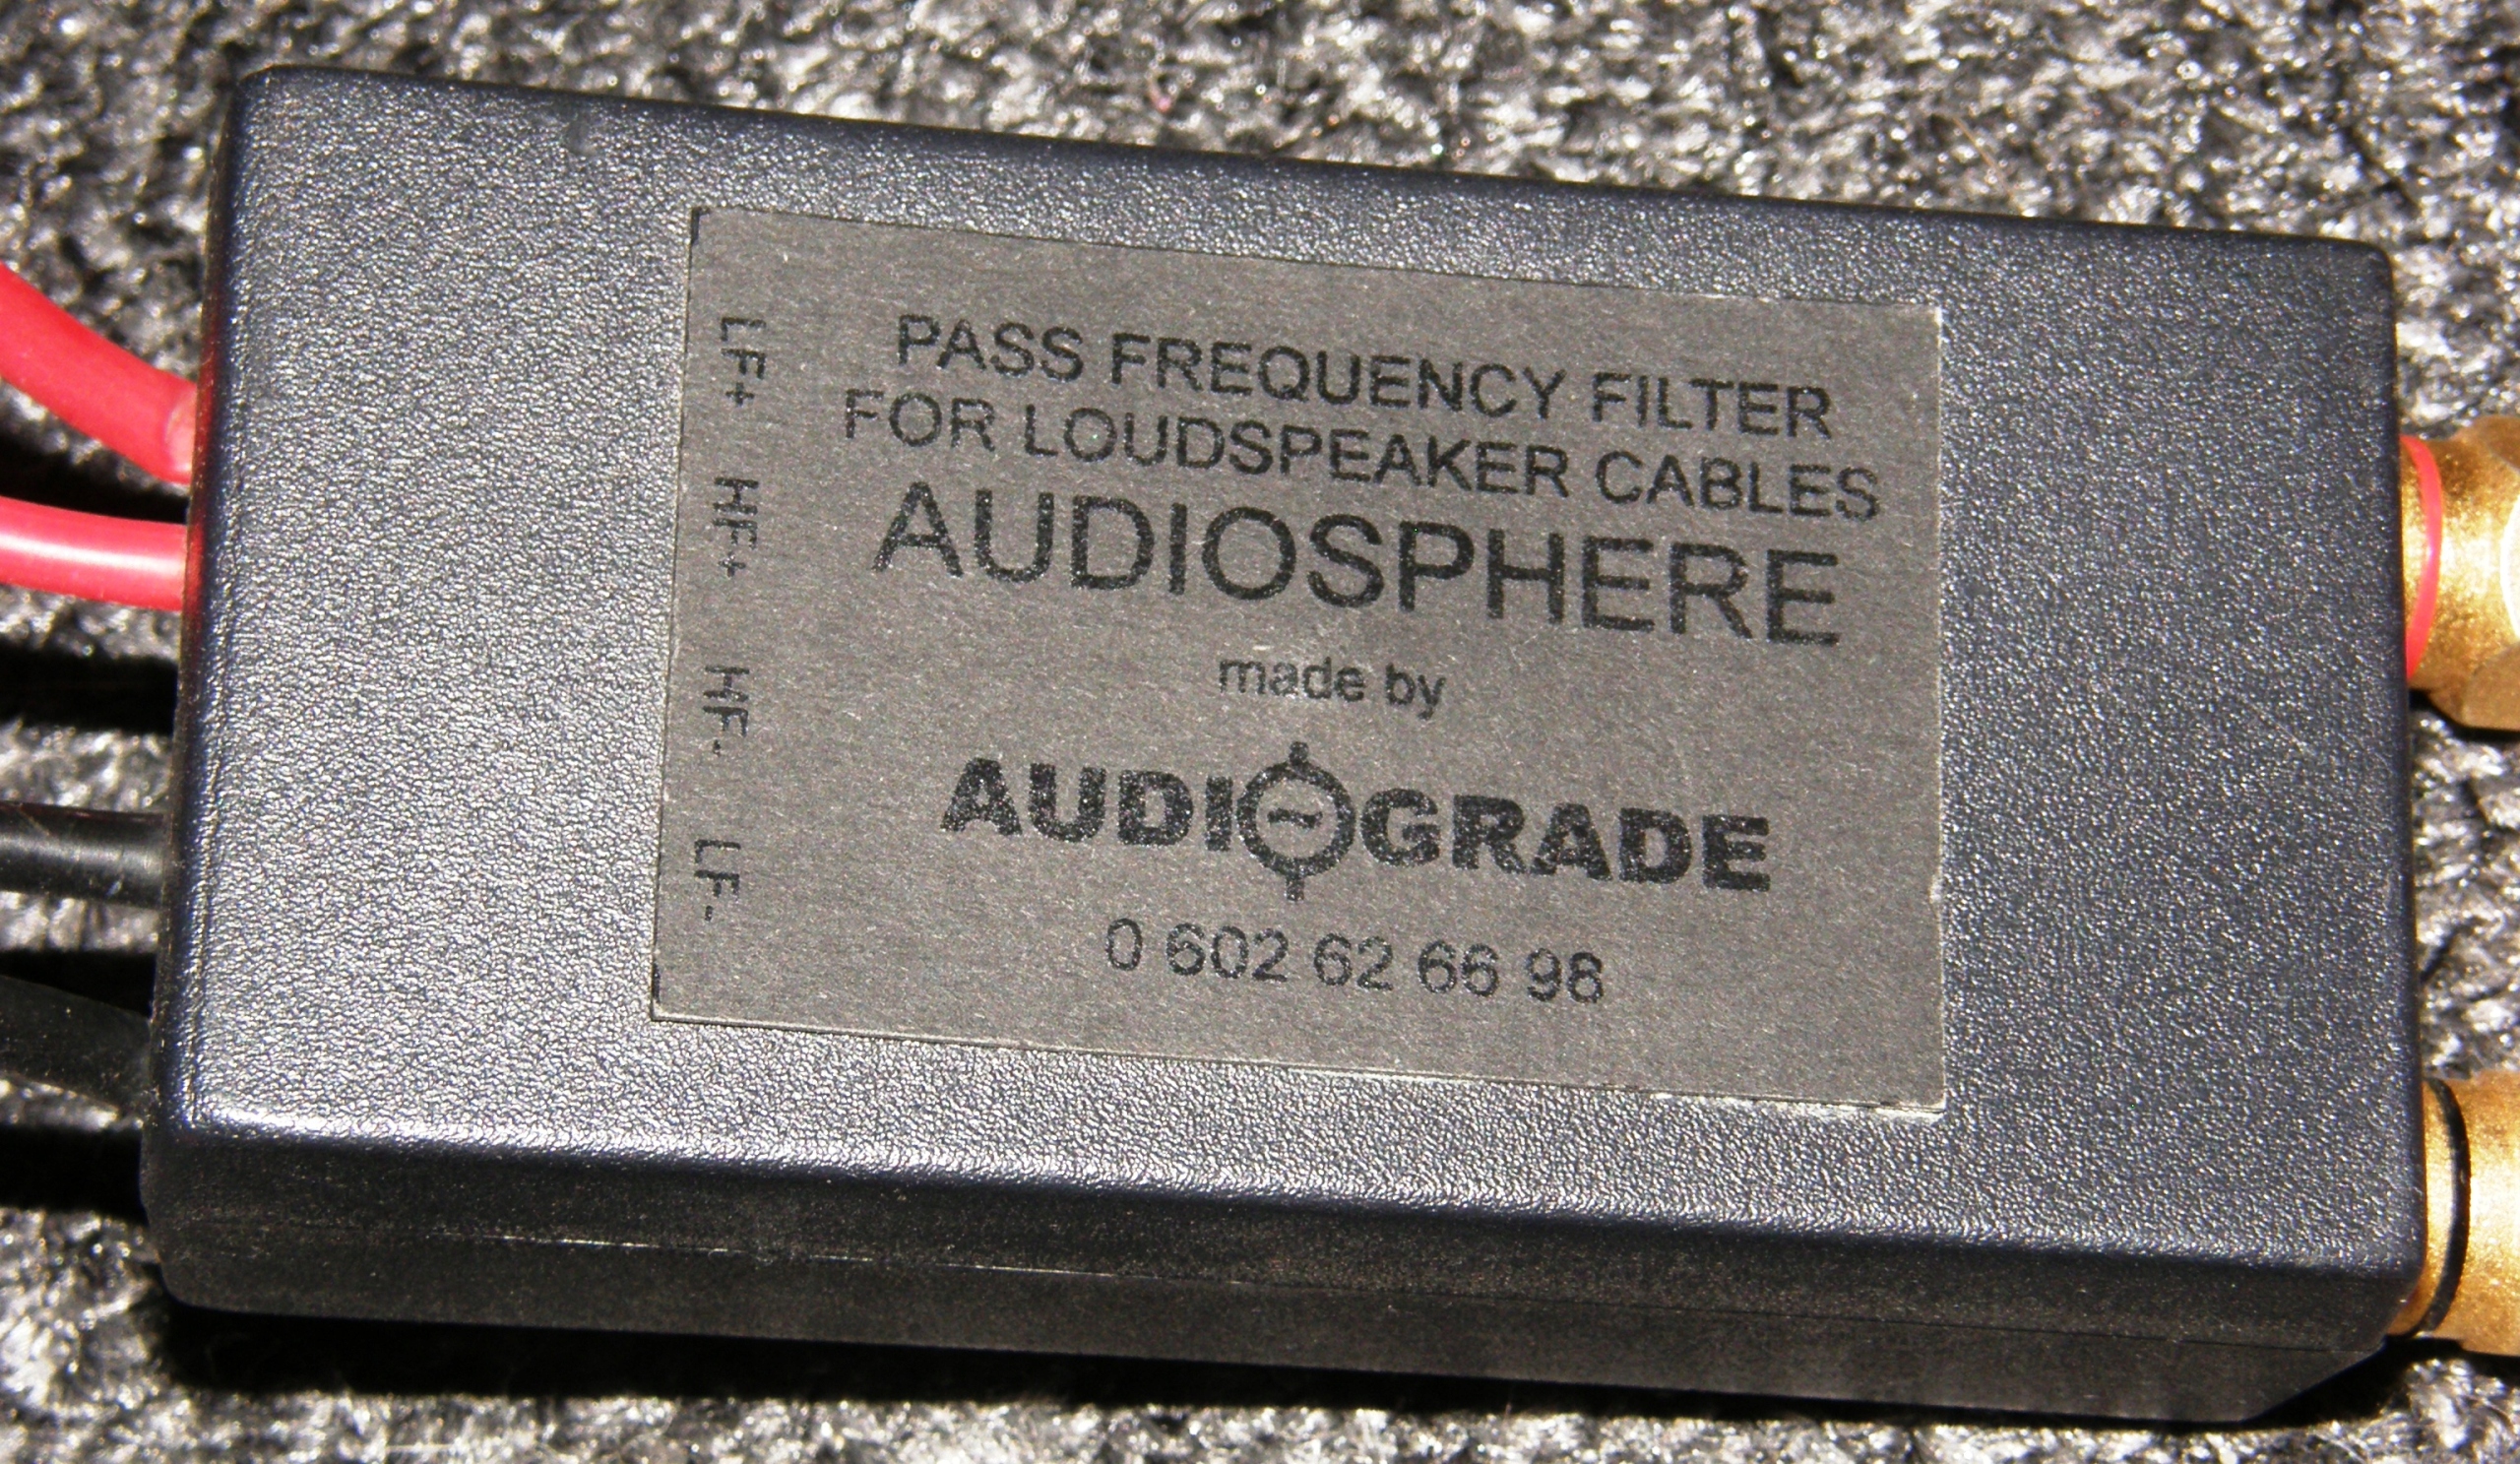 PASS FREQUENCY FILTER
FOR LOUDSPEAKER CABLES
AUDIOSPHERE
made by
AUDIOGRADE
0 602 62 66 98
LF+
HF+
HF-
LF-